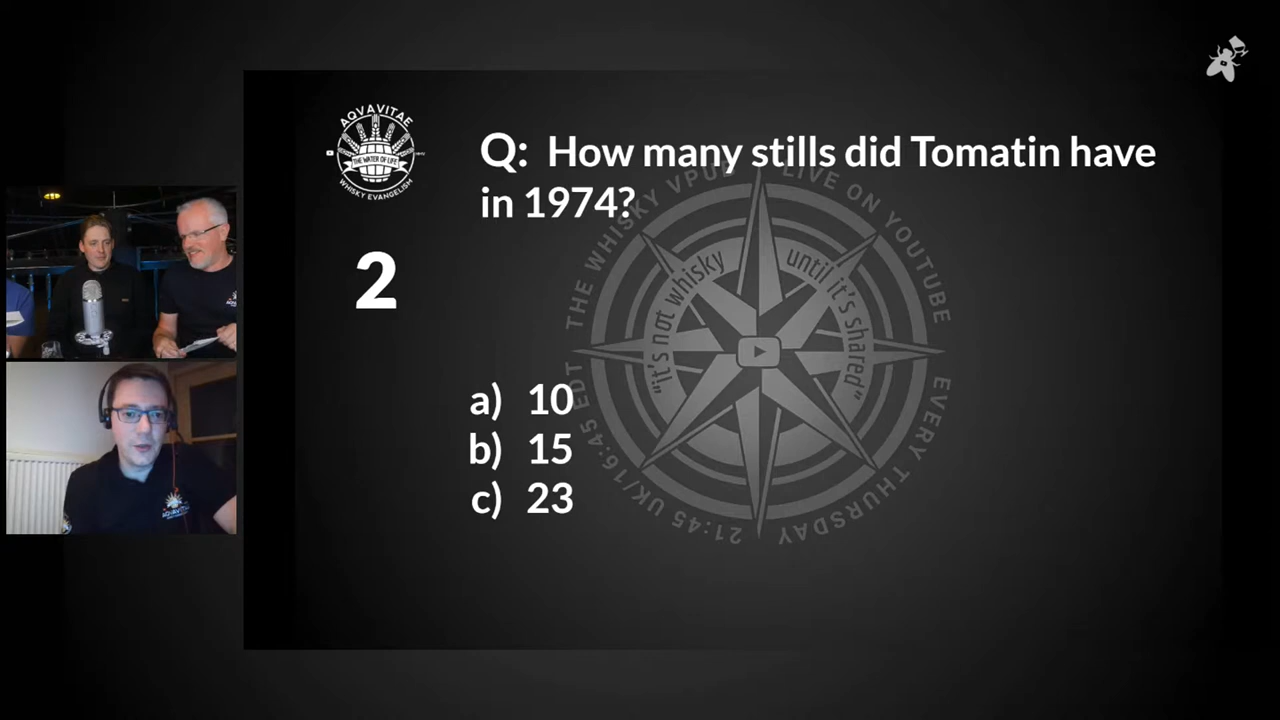 AQVAVITAE
THE WATER OF LIFE
WHISKY EVANGELISM
Q: How many stills did Tomatin have
in 1974?
2
a) 10
b) 15
c) 23
THE WHISKY VPUB
LIVE ON YOUTUBE
EVERY THURSDAY
21:45 UK/16:45 EDT
"it's not whisky
until it's shared"